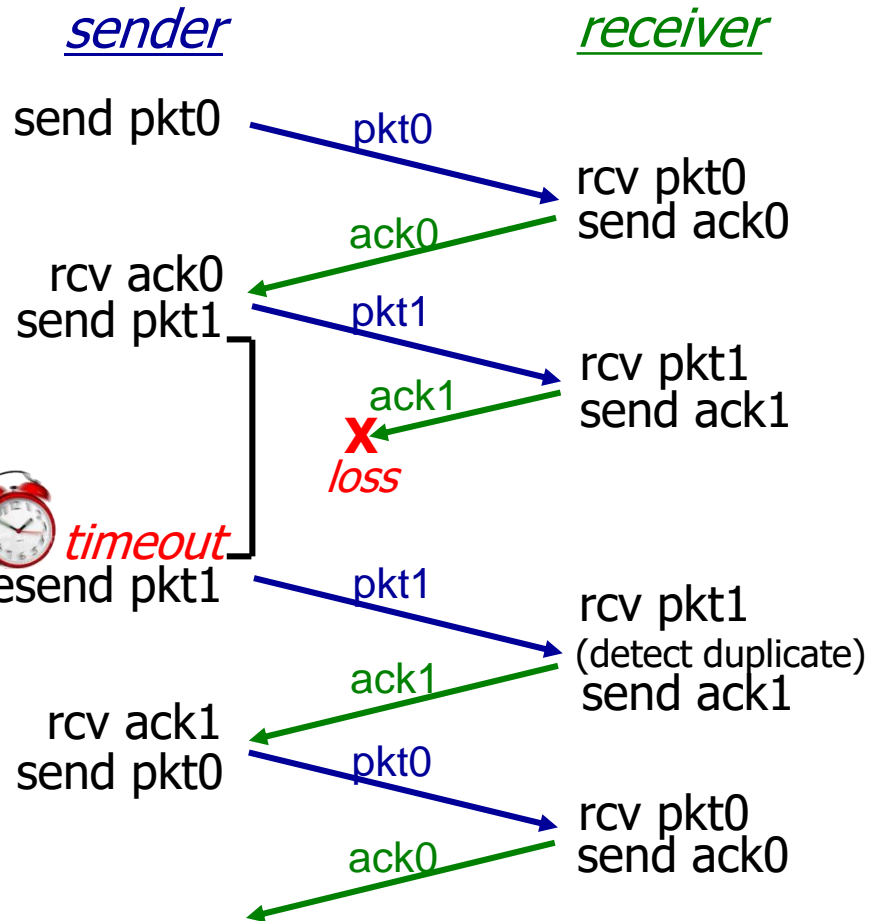 sender
receiver
send pkt0
pkt0
rcv pkt0
send ack0
ack0
rcv ack0
send pkt1
pkt1
rcv pkt1
send ack1
ack1
X
loss
timeout
esend pkt1
pkt1
rcv pkt1
(detect duplicate)
send ack1
ack1
rcv ack1
send pkt0
pkt0
rcv pkt0
send ack0
ack0